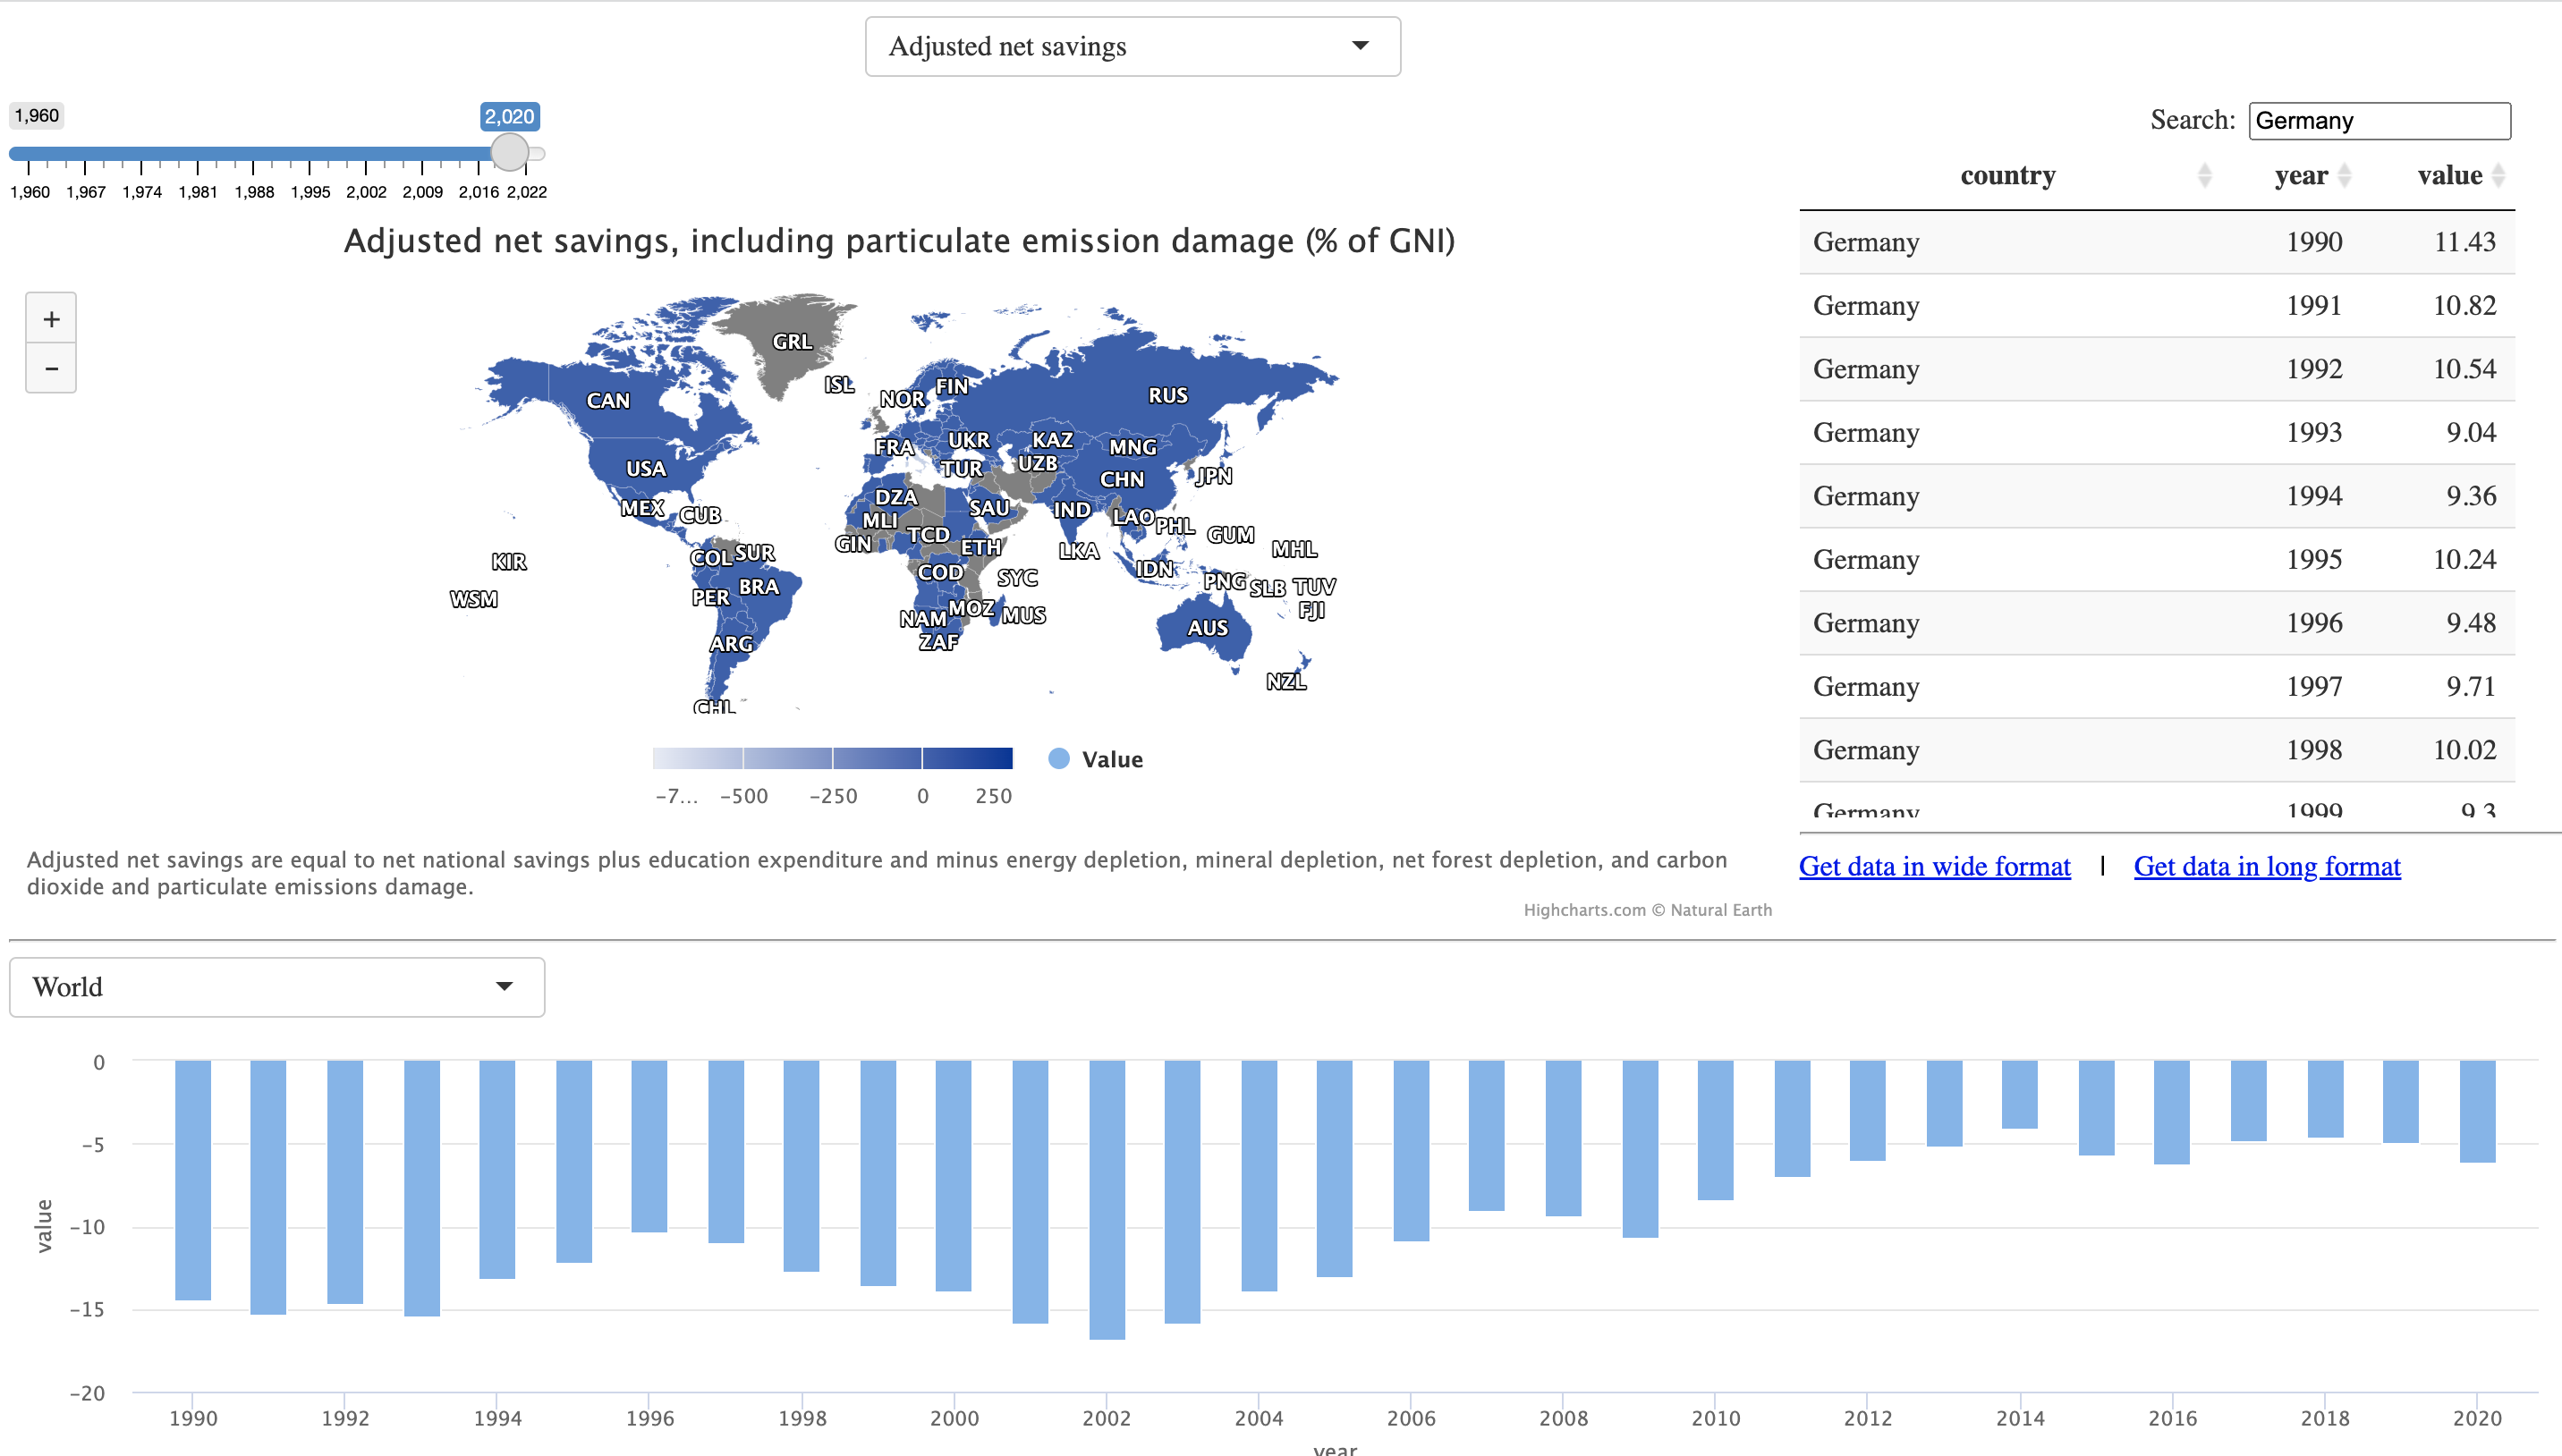 Adjusted net savings
1,960
2,020
1,960 1,967 1,974 1,981 1,988 1,995 2,002 2,009 2,016 2,022
Adjusted net savings, including particulate emission damage (% of GNI)
+
−
GRL
ISL
NOR
FIN
RUS
CAN
FRA
UKR
KAZ
MNG
USA
TUR
UZB
CHN
JPN
MEX
CUB
DZA
MLI
SAU
IND
LAO
PHL
GUM
GIN
TCD
ETH
LKA
MHL
KIR
COL
SUR
COD
SYC
IDN
PNG
SLB
TUV
WSM
PER
BRA
NAM
MOZ
MUS
FJI
ARG
ZAF
AUS
NZL
CHL
−7... −500 −250 0 250
Value
Adjusted net savings are equal to net national savings plus education expenditure and minus energy depletion, mineral depletion, net forest depletion, and carbon
dioxide and particulate emissions damage.
Highcharts.com © Natural Earth
Search: Germany
country year value
Germany 1990 11.43
Germany 1991 10.82
Germany 1992 10.54
Germany 1993 9.04
Germany 1994 9.36
Germany 1995 10.24
Germany 1996 9.48
Germany 1997 9.71
Germany 1998 10.02
Germany 1999 9.3
Get data in wide format | Get data in long format
World
0
−5
−10
−15
−20
value
1990 1992 1994 1996 1998 2000 2002 2004 2006 2008 2010 2012 2014 2016 2018 2020
year